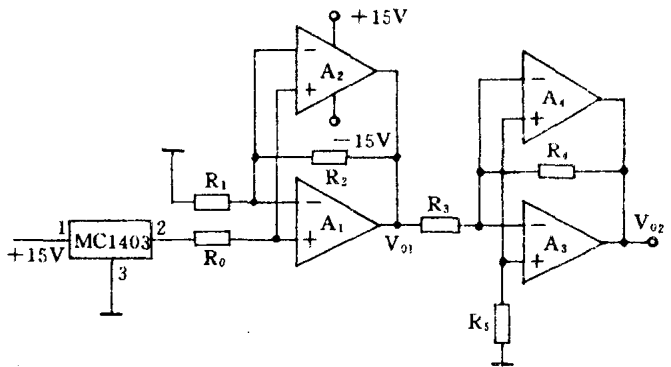 +15V
A₂
−
+
−15V
A₄
−
+
R₂
R₄
R₁
A₁
−
+
R₃
A₃
−
+
V₀₂
1
MC1403
2
+15V
R₀
V₀₁
3
R₅